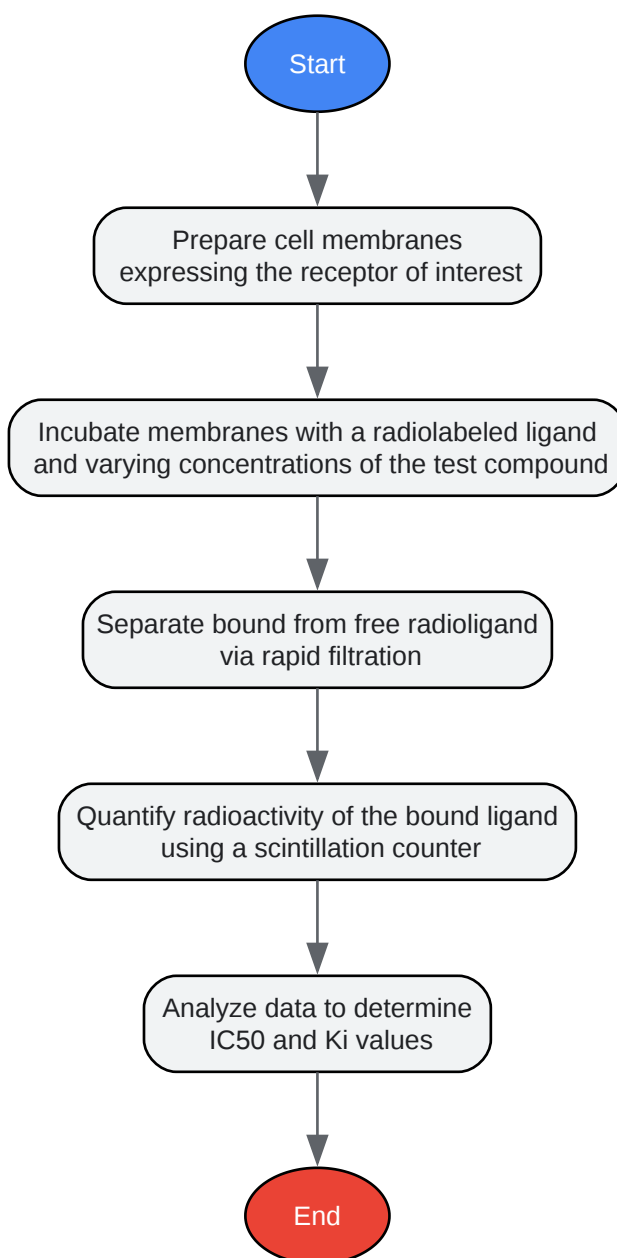 Start
Prepare cell membranes
expressing the receptor of interest
Incubate membranes with a radiolabeled ligand
and varying concentrations of the test compound
Separate bound from free radioligand
via rapid filtration
Quantify radioactivity of the bound ligand
using a scintillation counter
Analyze data to determine
IC50 and Ki values
End